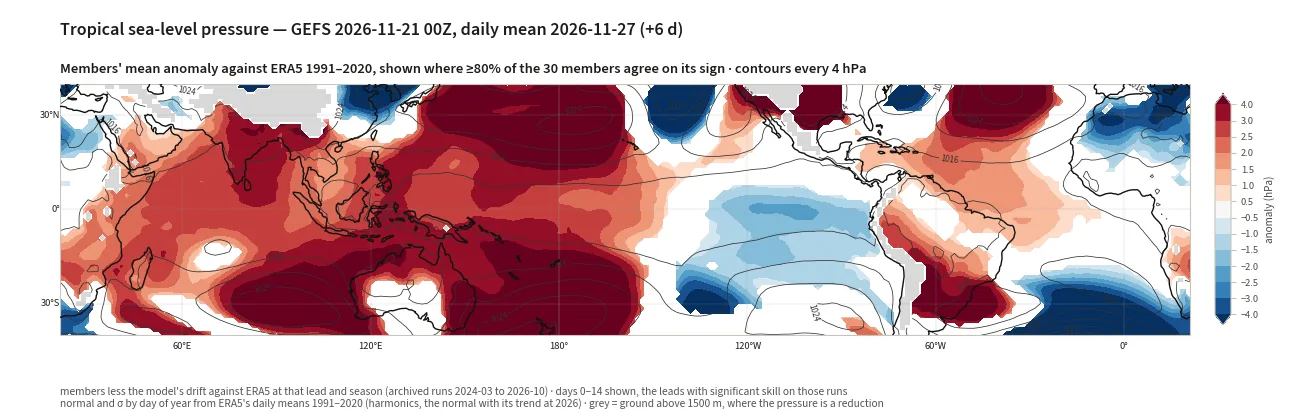 Tropical sea-level pressure — GEFS 2026-11-21 00Z, daily mean 2026-11-27 (+6 d)
Members' mean anomaly against ERA5 1991–2020, shown where ≥80% of the 30 members agree on its sign · contours every 4 hPa
30°N
0°
30°S
60°E
120°E
180°
120°W
60°W
0°
1024
1016
1016
1024
1016
1016
1024
4.0
3.0
2.0
1.5
1.0
0.5
−0.5
−1.0
−1.5
−2.0
−3.0
−4.0
anomaly (hPa)
members less the model's drift against ERA5 at that lead and season (archived runs 2024-03 to 2026-10) · days 0–14 shown, the leads with significant skill on those runs
normal and σ by day of year from ERA5's daily means 1991–2020 (harmonics, the normal with its trend at 2026) · grey = ground above 1500 m, where the pressure is a reduction